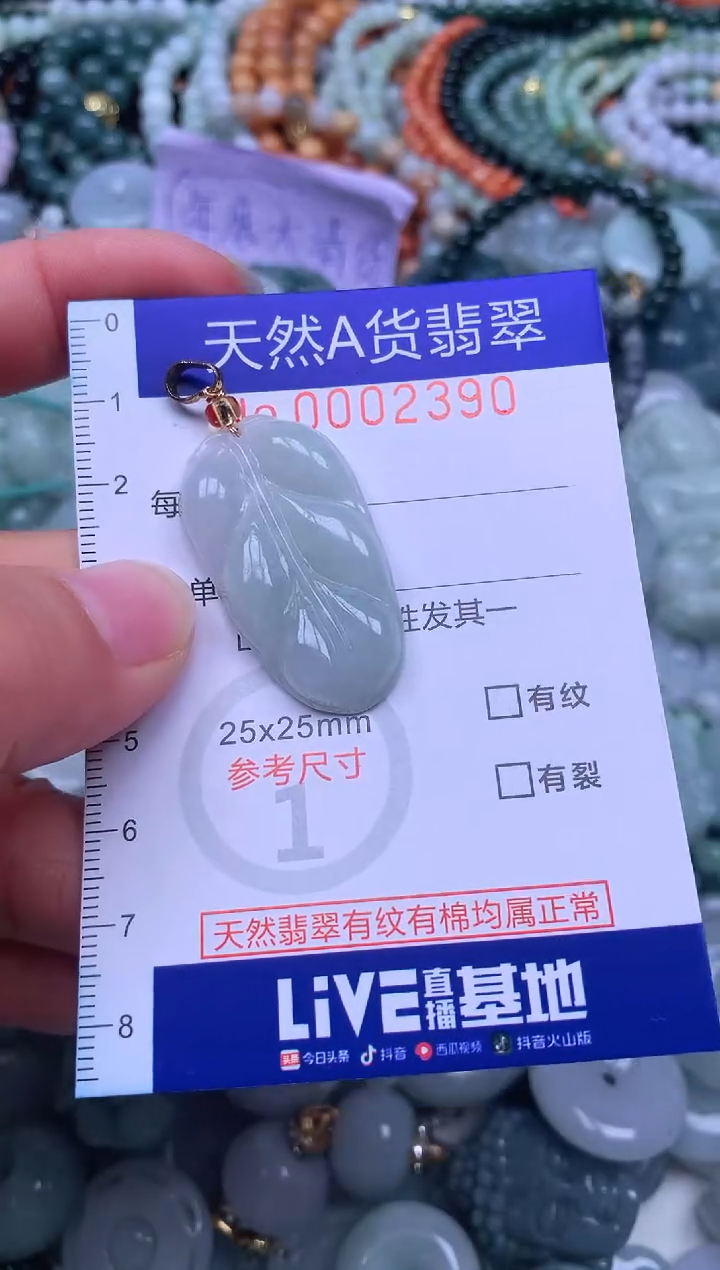 0
天然A货翡翠
1
No 0002390
2
每
单
性发其一
有纹
25x25mm
5
参考尺寸
有裂
1
6
天然翡翠有纹有棉均属正常
7
LiVE直播基地
8
头条 今日头条 抖音 西瓜视频 抖音火山版